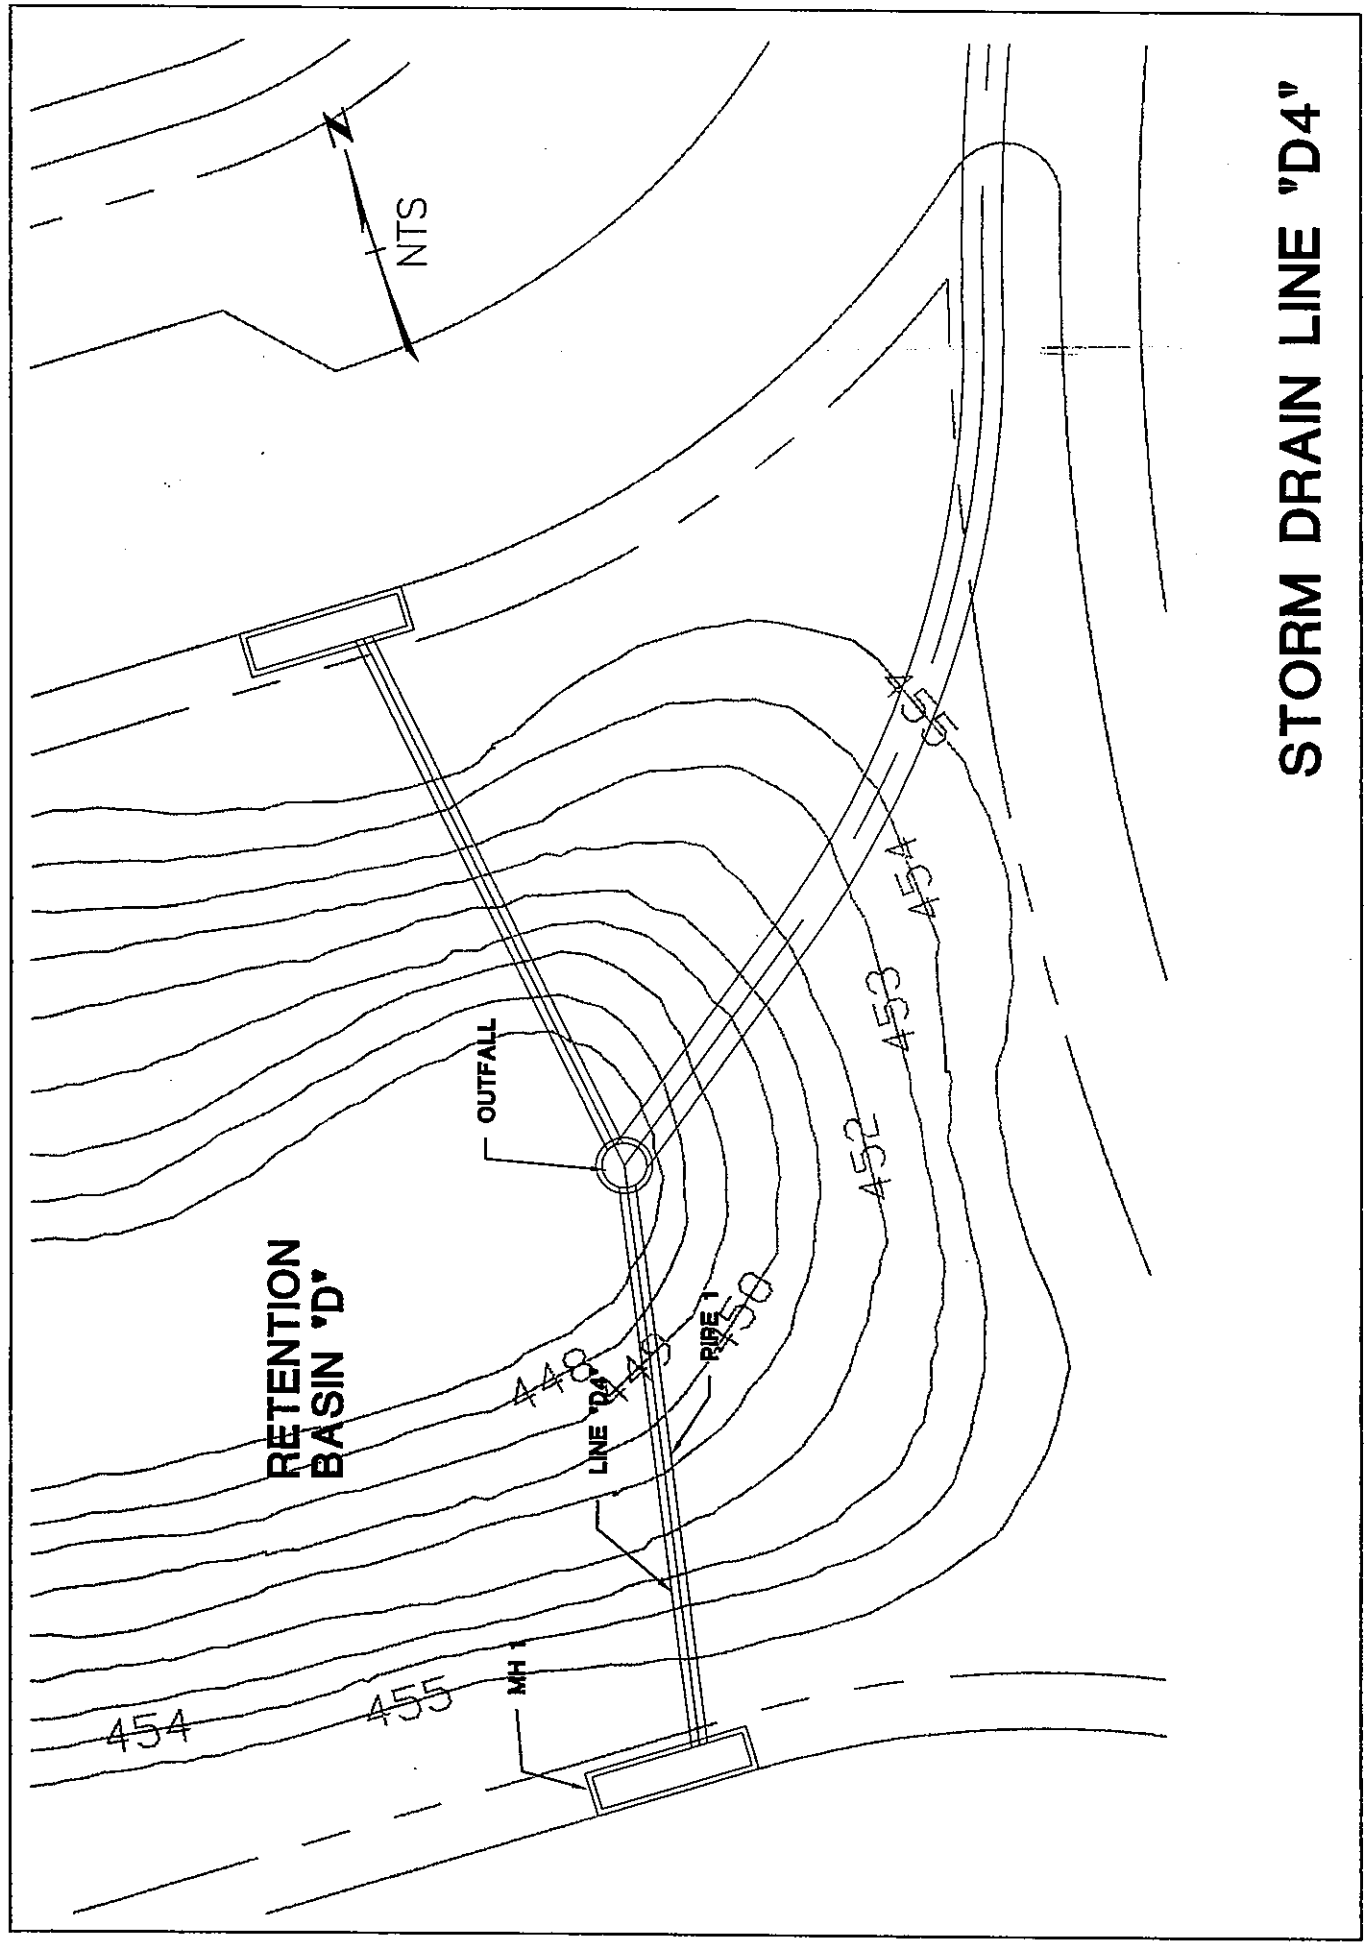 STORM DRAIN LINE "D4"
N
NTS
RETENTION
BASIN "D"
OUTFALL
MH 1
LINE "D4"
PIPE 1
448
449
450
452
453
454
455
454
455